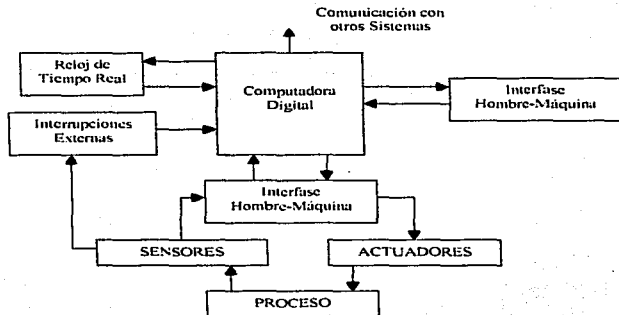 Comunicación con
otros Sistemas
Reloj de
Tiempo Real
Computadora
Digital
Interfase
Hombre-Máquina
Interrupciones
Externas
Interfase
Hombre-Máquina
SENSORES
ACTUADORES
PROCESO